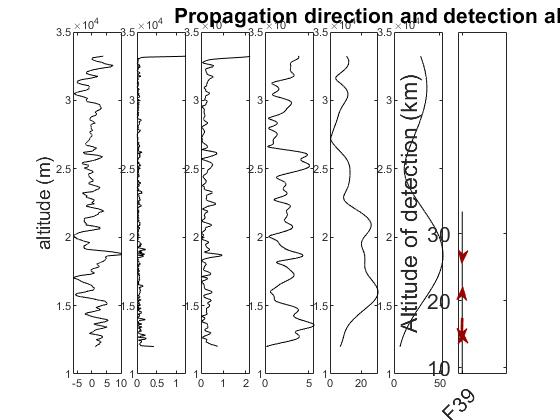 Propagation direction and detection al
×10⁴ ×10⁴ ×10
3.5 3.5 3.5 3.5 3.5 3.5
3 3 3 3 3 3
2.5 2.5 2.5 2.5 2.5 2.5
2 2 2 2 2 2
1.5 1.5 1.5 1.5 1.5 1.5
1 1 1 1 1 1
altitude (m)
-5 0 5 10 0 0.5 1 0 1 2 0 5 0 20 0 50
Altitude of detection (km)
30
20
10
F39